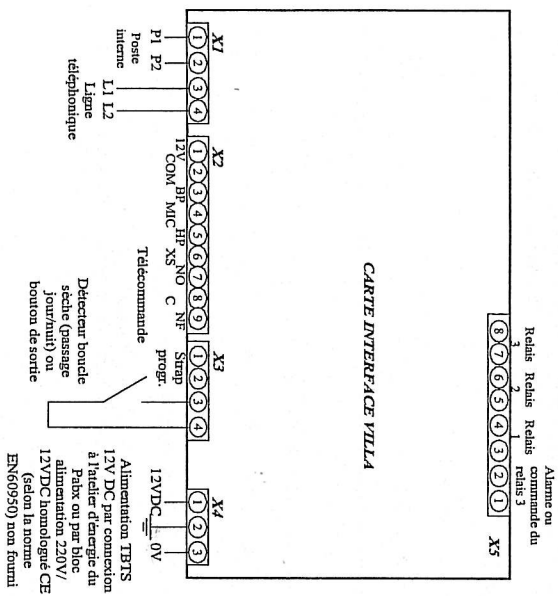 X1
1
2
3
4
P1
P2
Poste
interne
L1 L2
Ligne
téléphonique
X2
1
2
3
4
5
6
7
8
9
12V
COM
BP
MIC
HP
XS
NO
C
NF
Télécommande
X3
1
2
3
4
Strap
progr.
Détecteur boucle
sèche (passage
jour/nuit) ou
bouton de sortie
X4
1
2
3
12VDC
0V
Alimentation TBTS
12V DC par connexion
à l'atelier d'énergie du
Pabx ou par bloc
alimentation 220V/
12VDC homologué CE
(selon la norme
EN60950) non fourni
CARTE INTERFACE VILLA
Relais
3
Relais
2
Relais
1
Alarme ou
commande du
relais 3
8
7
6
5
4
3
2
1
X5